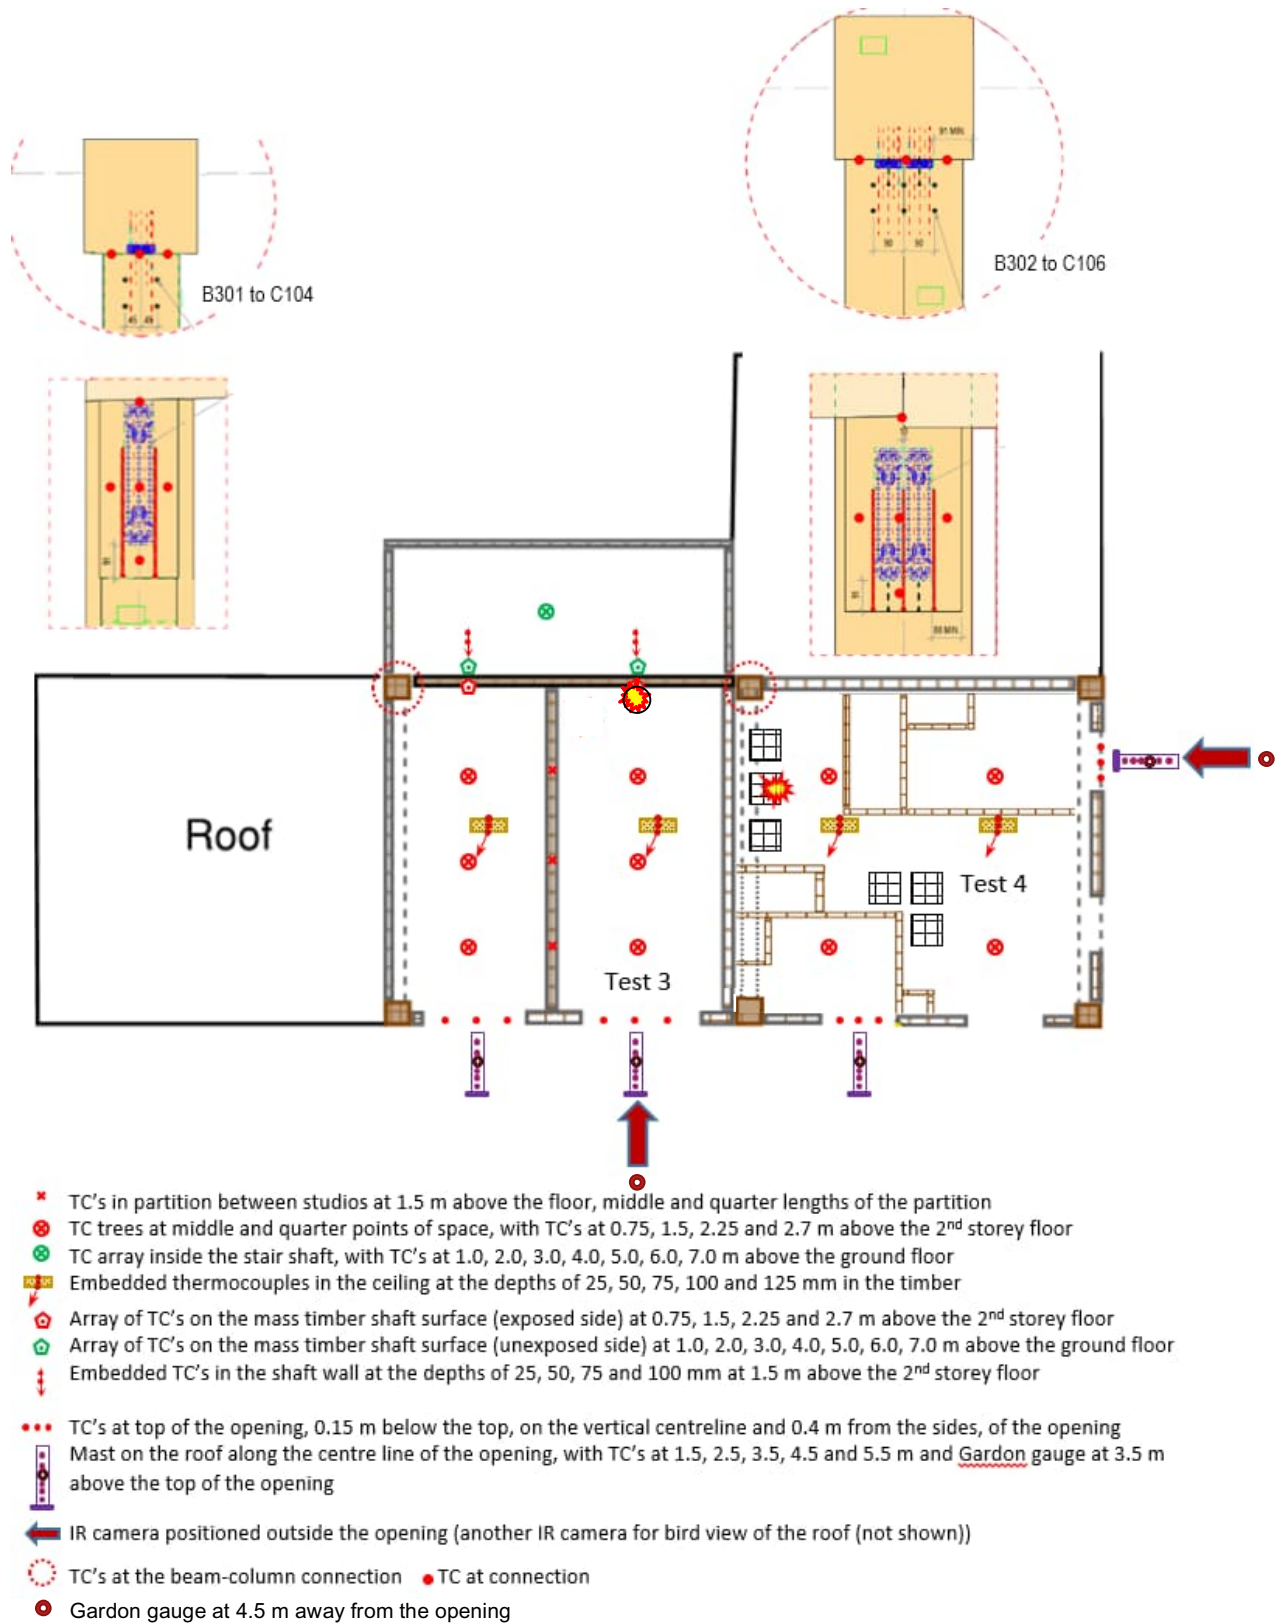 91 MIN.
90 90
B302 to C106
B301 to C104
45 45
88 MIN.
Roof
Test 4
Test 3
TC's in partition between studios at 1.5 m above the floor, middle and quarter lengths of the partition
TC trees at middle and quarter points of space, with TC's at 0.75, 1.5, 2.25 and 2.7 m above the 2nd storey floor
TC array inside the stair shaft, with TC's at 1.0, 2.0, 3.0, 4.0, 5.0, 6.0, 7.0 m above the ground floor
Embedded thermocouples in the ceiling at the depths of 25, 50, 75, 100 and 125 mm in the timber
Array of TC's on the mass timber shaft surface (exposed side) at 0.75, 1.5, 2.25 and 2.7 m above the 2nd storey floor
Array of TC's on the mass timber shaft surface (unexposed side) at 1.0, 2.0, 3.0, 4.0, 5.0, 6.0, 7.0 m above the ground floor
Embedded TC's in the shaft wall at the depths of 25, 50, 75 and 100 mm at 1.5 m above the 2nd storey floor
TC's at top of the opening, 0.15 m below the top, on the vertical centreline and 0.4 m from the sides, of the opening
Mast on the roof along the centre line of the opening, with TC's at 1.5, 2.5, 3.5, 4.5 and 5.5 m and Gardon gauge at 3.5 m
above the top of the opening
IR camera positioned outside the opening (another IR camera for bird view of the roof (not shown))
TC's at the beam-column connection TC at connection
Gardon gauge at 4.5 m away from the opening